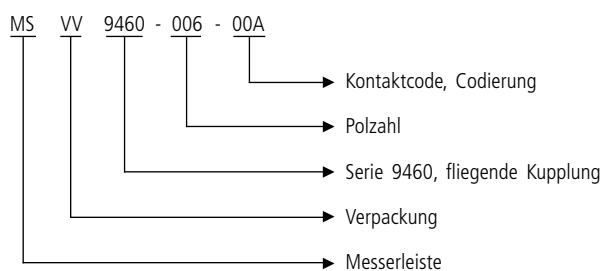 MS VV 9460 - 006 - 00A
Kontaktcode, Codierung
Polzahl
Serie 9460, fliegende Kupplung
Verpackung
Messerleiste